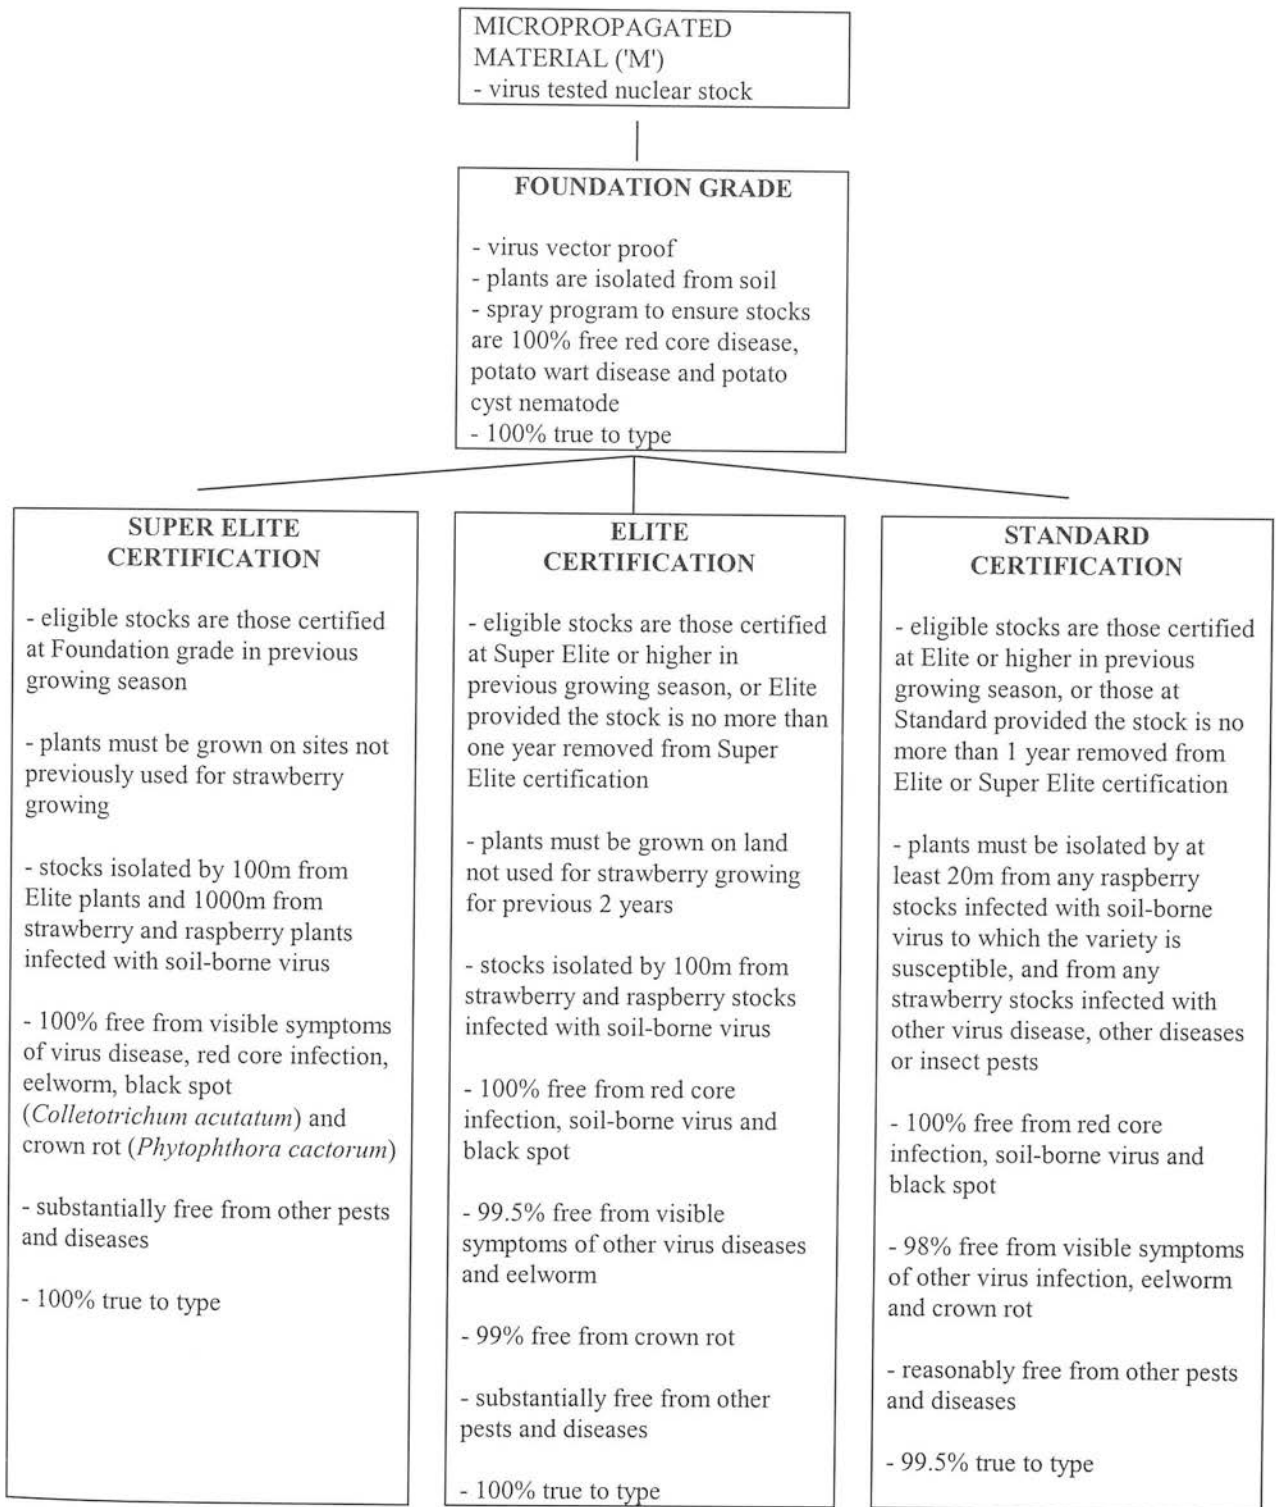 MICROPROPAGATED
MATERIAL ('M')
- virus tested nuclear stock
FOUNDATION GRADE
- virus vector proof
- plants are isolated from soil
- spray program to ensure stocks
are 100% free red core disease,
potato wart disease and potato
cyst nematode
- 100% true to type
SUPER ELITE
CERTIFICATION
- eligible stocks are those certified
at Foundation grade in previous
growing season
- plants must be grown on sites not
previously used for strawberry
growing
- stocks isolated by 100m from
Elite plants and 1000m from
strawberry and raspberry plants
infected with soil-borne virus
- 100% free from visible symptoms
of virus disease, red core infection,
eelworm, black spot
(Colletotrichum acutatum) and
crown rot (Phytophthora cactorum)
- substantially free from other pests
and diseases
- 100% true to type
ELITE
CERTIFICATION
- eligible stocks are those certified
at Super Elite or higher in
previous growing season, or Elite
provided the stock is no more than
one year removed from Super
Elite certification
- plants must be grown on land
not used for strawberry growing
for previous 2 years
- stocks isolated by 100m from
strawberry and raspberry stocks
infected with soil-borne virus
- 100% free from red core
infection, soil-borne virus and
black spot
- 99.5% free from visible
symptoms of other virus diseases
and eelworm
- 99% free from crown rot
- substantially free from other
pests and diseases
- 100% true to type
STANDARD
CERTIFICATION
- eligible stocks are those certified
at Elite or higher in previous
growing season, or those at
Standard provided the stock is no
more than 1 year removed from
Elite or Super Elite certification
- plants must be isolated by at
least 20m from any raspberry
stocks infected with soil-borne
virus to which the variety is
susceptible, and from any
strawberry stocks infected with
other virus disease, other diseases
or insect pests
- 100% free from red core
infection, soil-borne virus and
black spot
- 98% free from visible symptoms
of other virus infection, eelworm
and crown rot
- reasonably free from other pests
and diseases
- 99.5% true to type